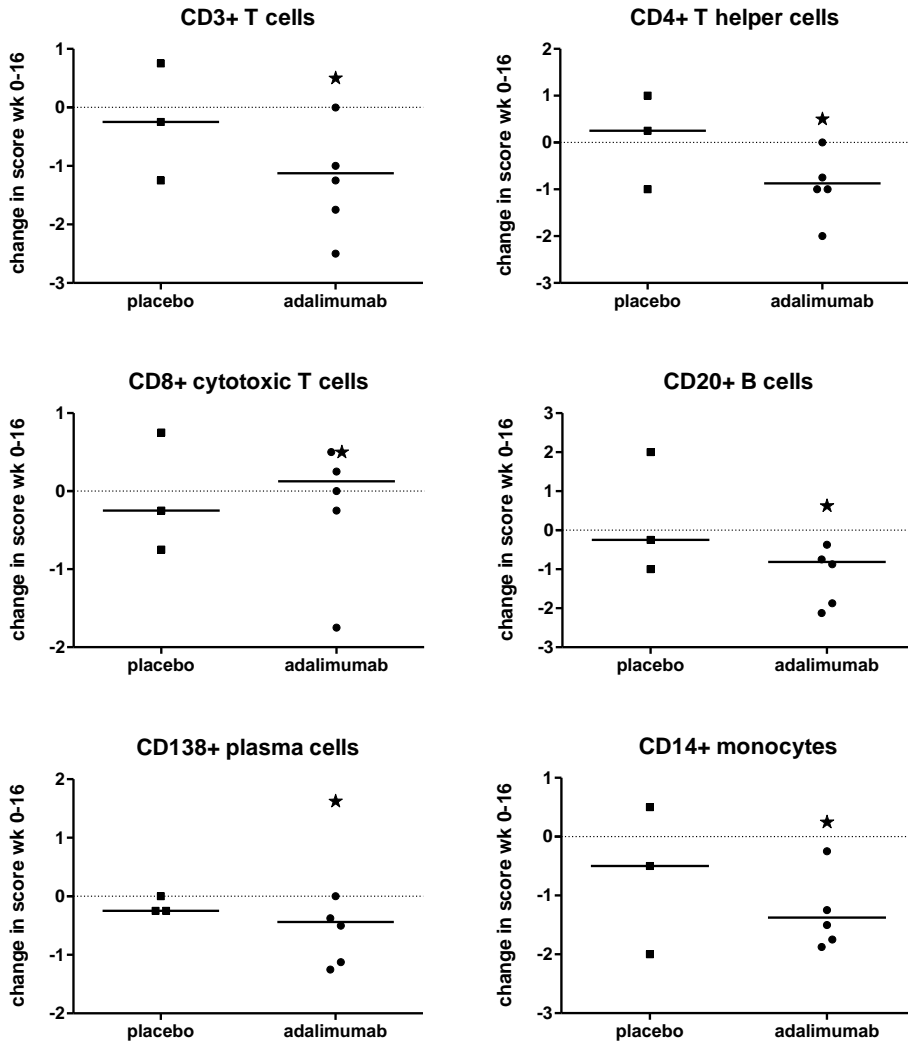 CD3+ T cells
change in score wk 0-16
1
0
-1
-2
-3
placebo adalimumab
CD4+ T helper cells
change in score wk 0-16
2
1
0
-1
-2
-3
placebo adalimumab
CD8+ cytotoxic T cells
change in score wk 0-16
1
0
-1
-2
placebo adalimumab
CD20+ B cells
change in score wk 0-16
3
2
1
0
-1
-2
-3
placebo adalimumab
CD138+ plasma cells
change in score wk 0-16
2
1
0
-1
-2
placebo adalimumab
CD14+ monocytes
change in score wk 0-16
1
0
-1
-2
-3
placebo adalimumab